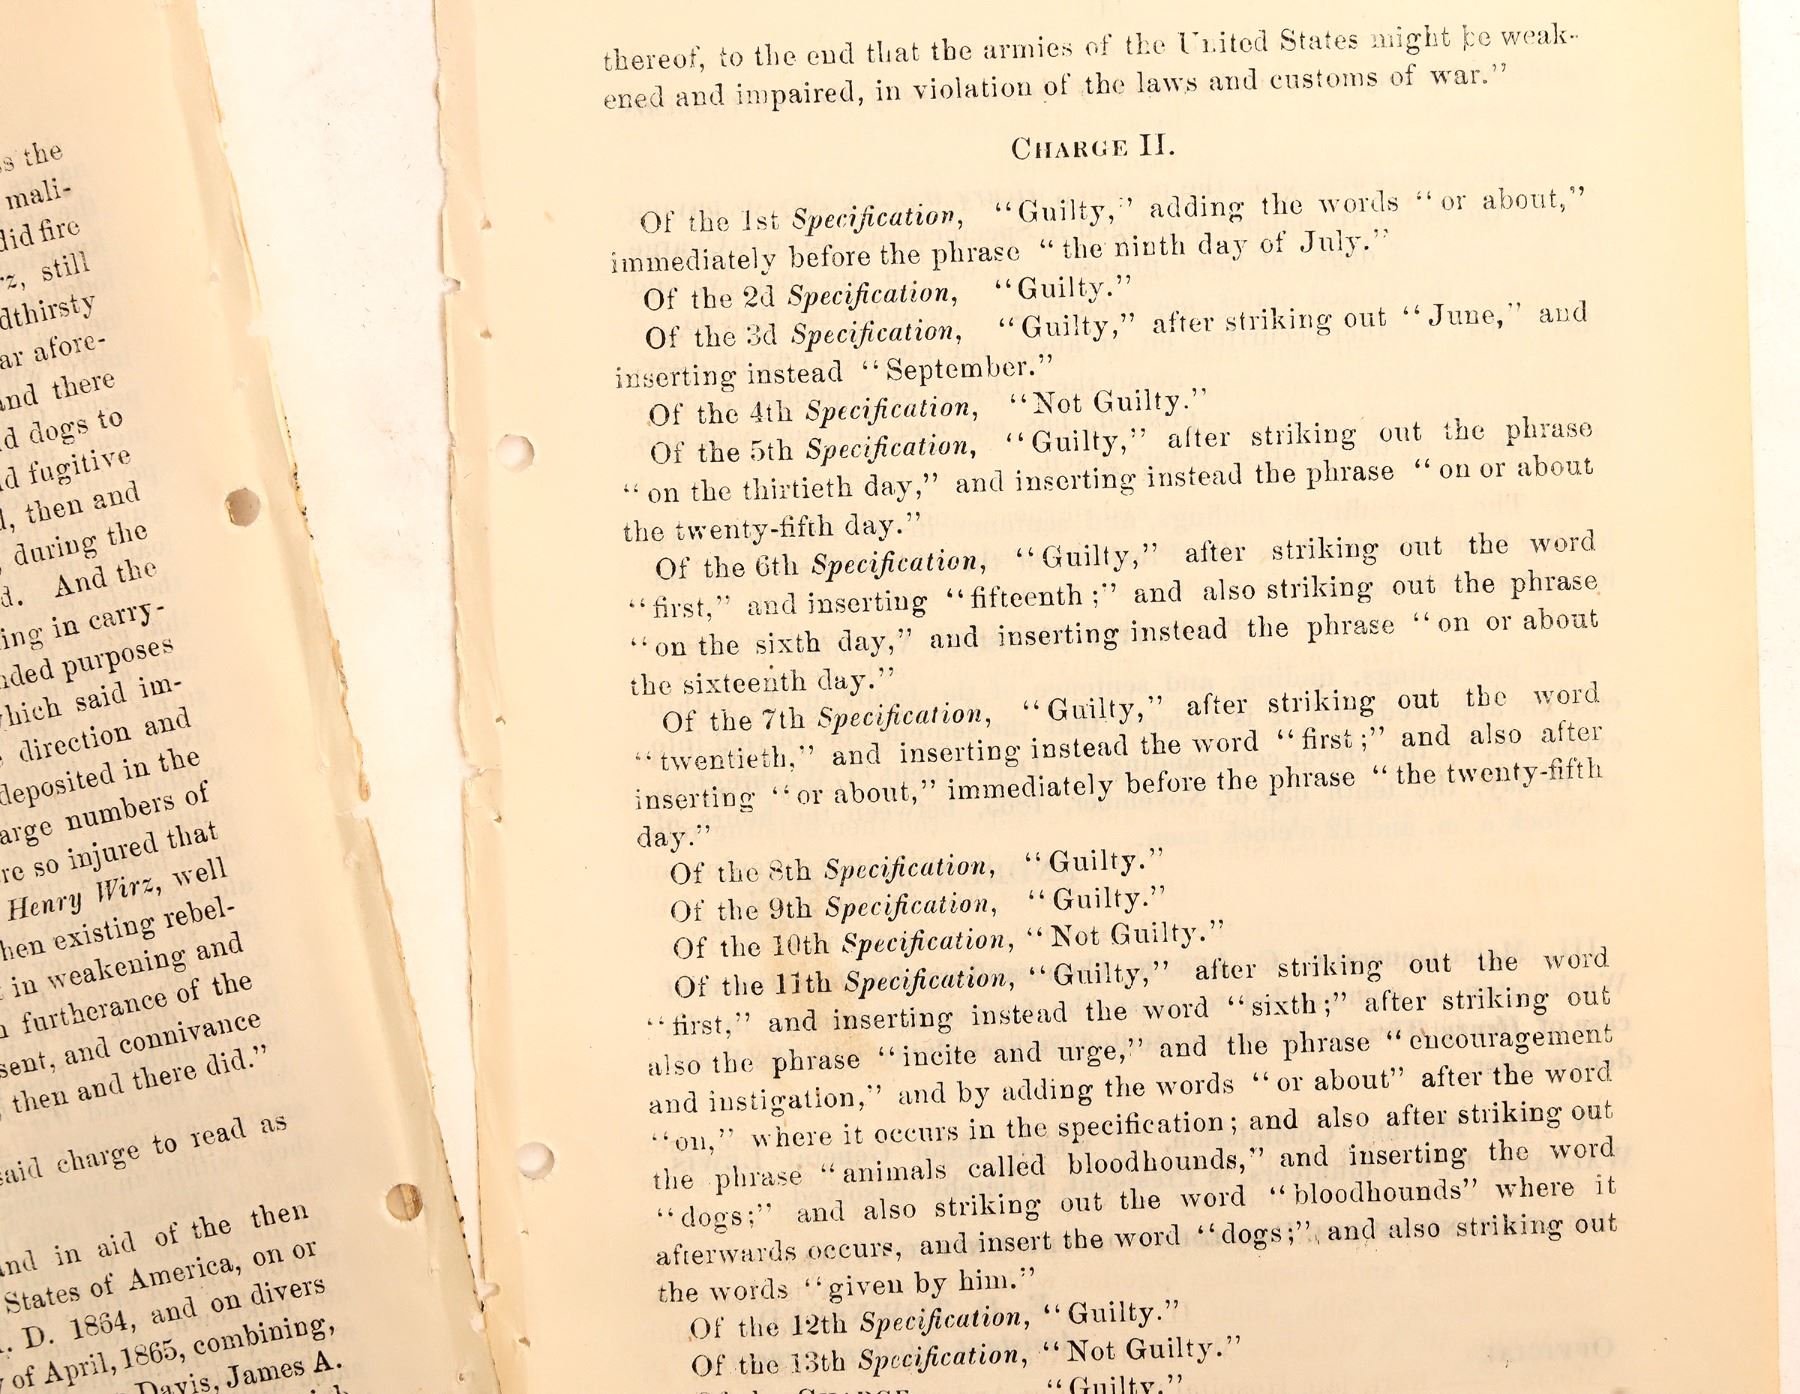 s the
mali-
did fire
rz, still
dthirsty
ar afore-
and there
d dogs to
d fugitive
d, then and
, during the
d. And the
ing in carry-
nded purposes
which said im-
e direction and
deposited in the
arge numbers of
re so injured that
Henry Wirz, well
hen existing rebel-
t in weakening and
n furtherance of the
sent, and connivance
, then and there did.”
said charge to read as
and in aid of the then
States of America, on or
. D. 1864, and on divers
y of April, 1865, combining,
Davis, James A.
thereof, to the end that the armies of the United States might be weak-
ened and impaired, in violation of the laws and customs of war.”
CHARGE II.
Of the 1st Specification, “Guilty,” adding the words “or about,”
immediately before the phrase “the ninth day of July.”
Of the 2d Specification, “Guilty.”
Of the 3d Specification, “Guilty,” after striking out “June,” and
inserting instead “September.”
Of the 4th Specification, “Not Guilty.”
Of the 5th Specification, “Guilty,” after striking out the phrase
“on the thirtieth day,” and inserting instead the phrase “on or about
the twenty-fifth day.”
Of the 6th Specification, “Guilty,” after striking out the word
“first,” and inserting “fifteenth;” and also striking out the phrase
“on the sixth day,” and inserting instead the phrase “on or about
the sixteenth day.”
Of the 7th Specification, “Guilty,” after striking out the word
“twentieth,” and inserting instead the word “first;” and also after
inserting “or about,” immediately before the phrase “the twenty-fifth
day.”
Of the 8th Specification, “Guilty.”
Of the 9th Specification, “Guilty.”
Of the 10th Specification, “Not Guilty.”
Of the 11th Specification, “Guilty,” after striking out the word
“first,” and inserting instead the word “sixth;” after striking out
also the phrase “incite and urge,” and the phrase “encouragement
and instigation,” and by adding the words “or about” after the word
“on,” where it occurs in the specification; and also after striking out
the phrase “animals called bloodhounds,” and inserting the word
“dogs;” and also striking out the word “bloodhounds” where it
afterwards occurs, and insert the word “dogs;” and also striking out
the words “given by him.”
Of the 12th Specification, “Guilty.”
Of the 13th Specification, “Not Guilty.”
CHARGE “Guilty.”